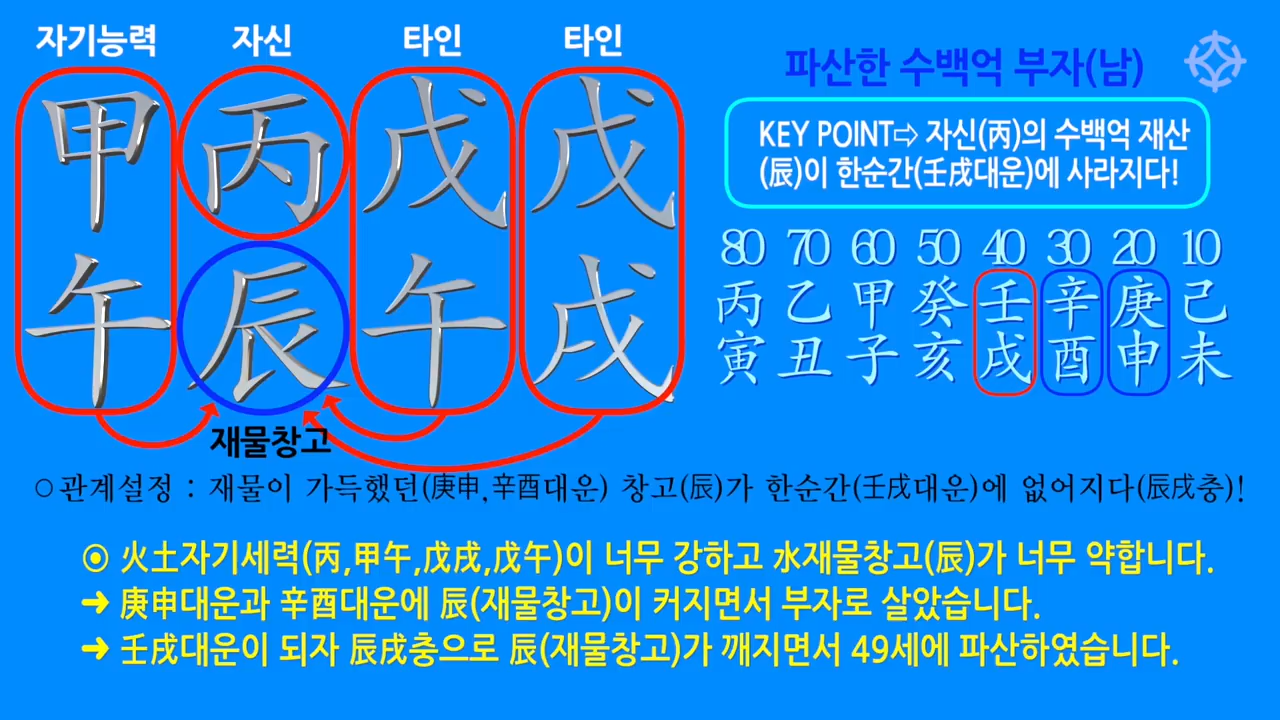 자기능력 자신 타인 타인
甲 丙 戊 戊
午 辰 午 戌
재물창고
파산한 수백억 부자(남)
KEY POINT⇨ 자신(丙)의 수백억 재산
(辰)이 한순간(壬戌대운)에 사라지다!
80 70 60 50 40 30 20 10
丙 乙 甲 癸 壬 辛 庚 己
寅 丑 子 亥 戌 酉 申 未
○관계설정 : 재물이 가득했던(庚申,辛酉대운) 창고(辰)가 한순간(壬戌대운)에 없어지다(辰戌충)!
⊙ 火土자기세력(丙,甲午,戊戌,戊午)이 너무 강하고 水재물창고(辰)가 너무 약합니다.
➜ 庚申대운과 辛酉대운에 辰(재물창고)이 커지면서 부자로 살았습니다.
➜ 壬戌대운이 되자 辰戌충으로 辰(재물창고)가 깨지면서 49세에 파산하였습니다.